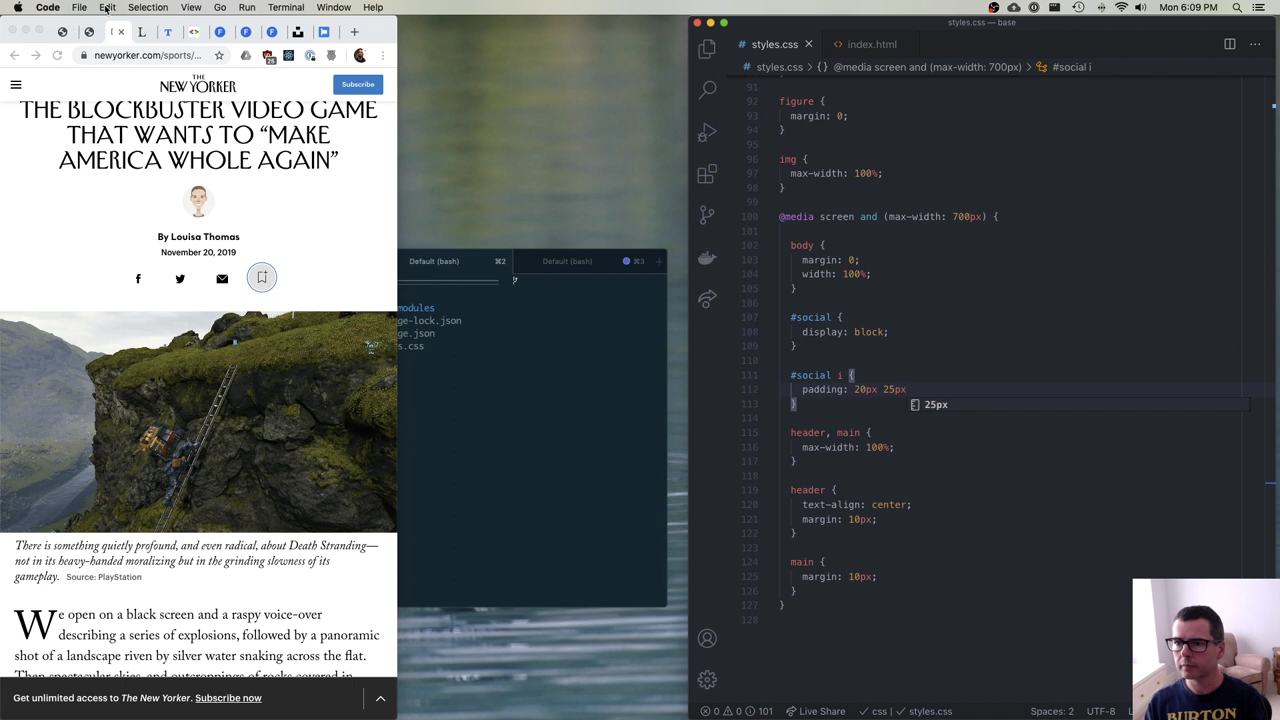 Code File Edit Selection View Go Run Terminal Window Help
Mon 6:09 PM
newyorker.com/sports/...
THE
NEW YORKER
Subscribe
THE BLOCKBUSTER VIDEO GAME
THAT WANTS TO “MAKE
AMERICA WHOLE AGAIN”
By Louisa Thomas
November 20, 2019
There is something quietly profound, and even radical, about Death Stranding—
not in its heavy-handed moralizing but in the grinding slowness of its
gameplay. Source: PlayStation
We open on a black screen and a raspy voice-over
describing a series of explosions, followed by a panoramic
shot of a landscape riven by silver water snaking across the flat.
Get unlimited access to The New Yorker. Subscribe now
Default (bash) ⌘2 Default (bash) ⌘3
modules
ge-lock.json
ge.json
s.css
styles.css — base
# styles.css × <> index.html
# styles.css > {} @media screen and (max-width: 700px) > #social i
91
92 figure {
93 margin: 0;
94 }
95
96 img {
97 max-width: 100%;
98 }
99
100 @media screen and (max-width: 700px) {
101
102 body {
103 margin: 0;
104 width: 100%;
105 }
106
107 #social {
108 display: block;
109 }
110
111 #social i {
112 padding: 20px 25px
113 }
25px
114
115 header, main {
116 max-width: 100%;
117 }
118
119 header {
120 text-align: center;
121 margin: 10px;
122 }
123
124 main {
125 margin: 10px;
126 }
127 }
128
0 0 101 Live Share ✓ css | ✓ styles.css Spaces: 2 UTF-8 L
BURTON